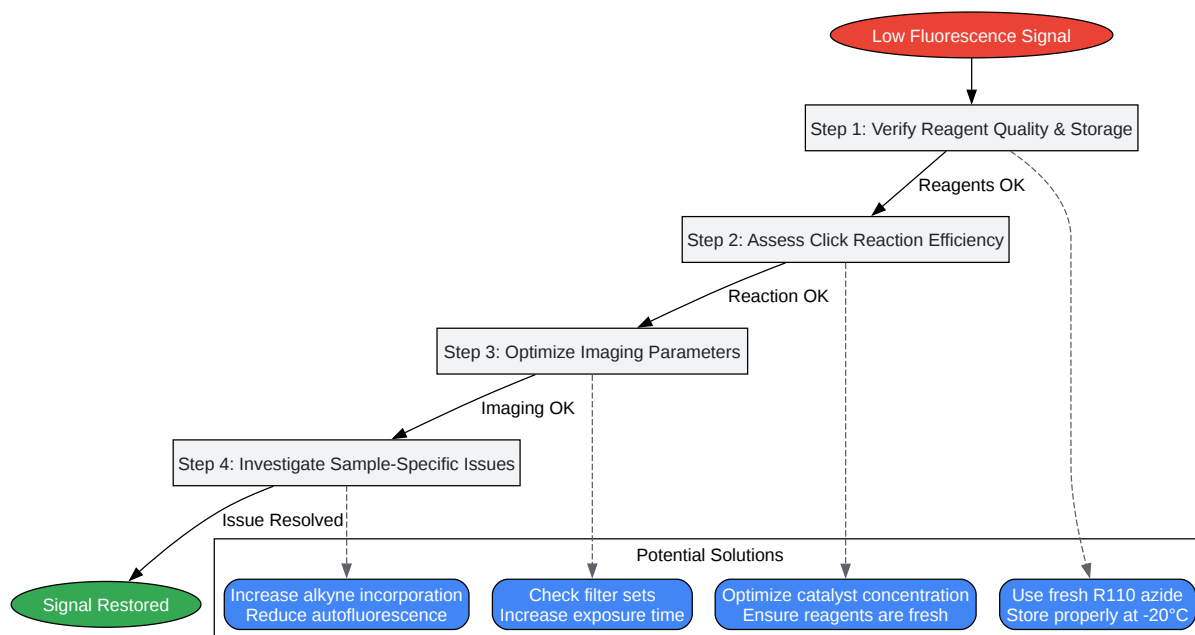 Low Fluorescence Signal
Step 1: Verify Reagent Quality & Storage
Reagents OK
Step 2: Assess Click Reaction Efficiency
Reaction OK
Step 3: Optimize Imaging Parameters
Imaging OK
Step 4: Investigate Sample-Specific Issues
Issue Resolved
Potential Solutions
Signal Restored
Increase alkyne incorporation
Reduce autofluorescence
Check filter sets
Increase exposure time
Optimize catalyst concentration
Ensure reagents are fresh
Use fresh R110 azide
Store properly at -20°C